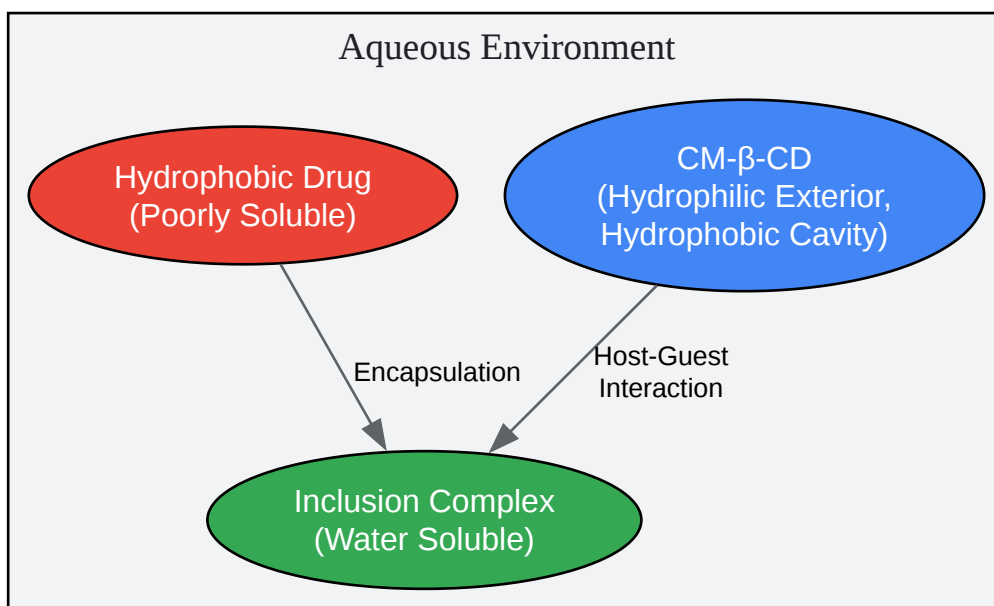 Aqueous Environment
Hydrophobic Drug
(Poorly Soluble)
CM-β-CD
(Hydrophilic Exterior,
Hydrophobic Cavity)
Encapsulation
Host-Guest
Interaction
Inclusion Complex
(Water Soluble)